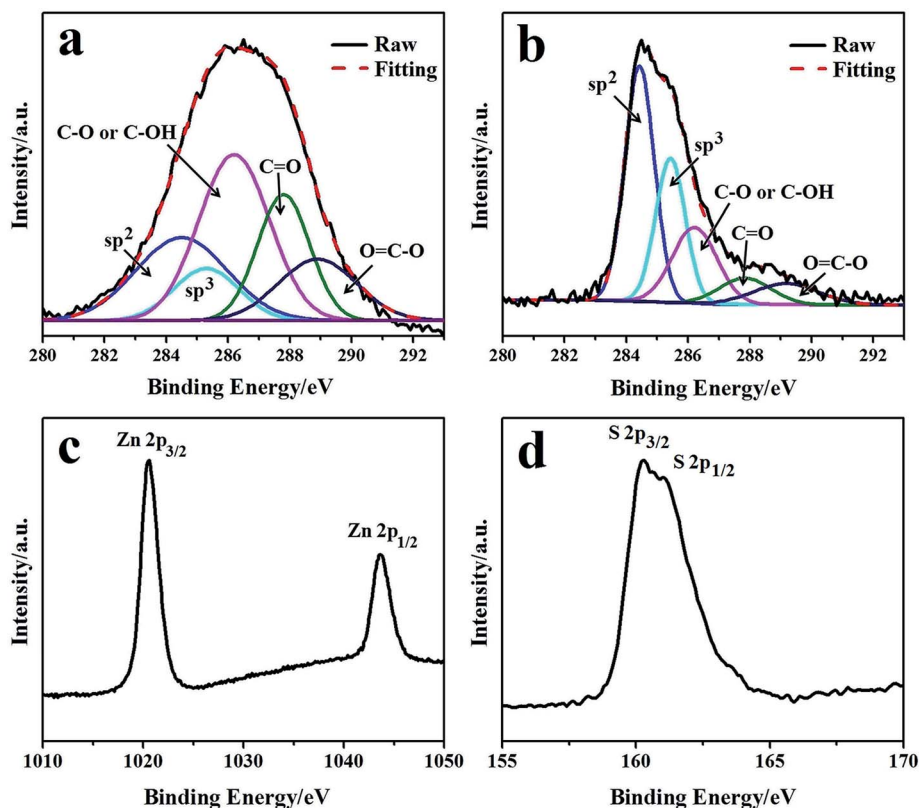 a
Raw
Fitting
C-O or C-OH
C=O
sp2
sp3
O=C-O
Intensity/a.u.
280 282 284 286 288 290 292
Binding Energy/eV
b
Raw
Fitting
sp2
sp3
C-O or C-OH
C=O
O=C-O
Intensity/a.u.
280 282 284 286 288 290 292
Binding Energy/eV
c
Zn 2p3/2
Zn 2p1/2
Intensity/a.u.
1010 1020 1030 1040 1050
Binding Energy/eV
d
S 2p3/2
S 2p1/2
Intensity/a.u.
155 160 165 170
Binding Energy/eV